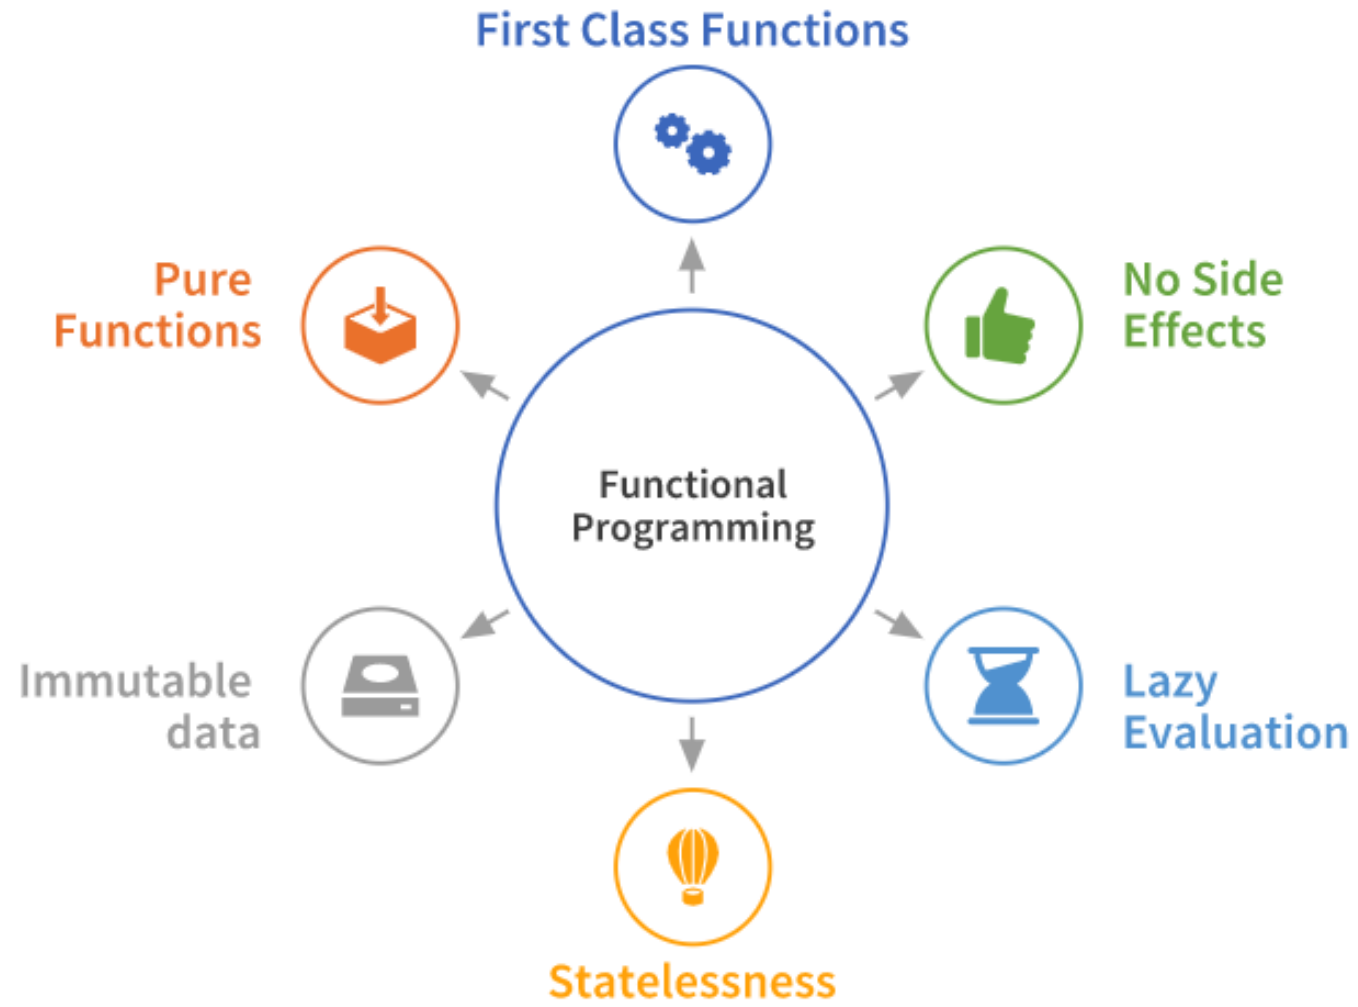 First Class Functions
Pure
Functions
No Side
Effects
Functional
Programming
Immutable
data
Lazy
Evaluation
Statelessness